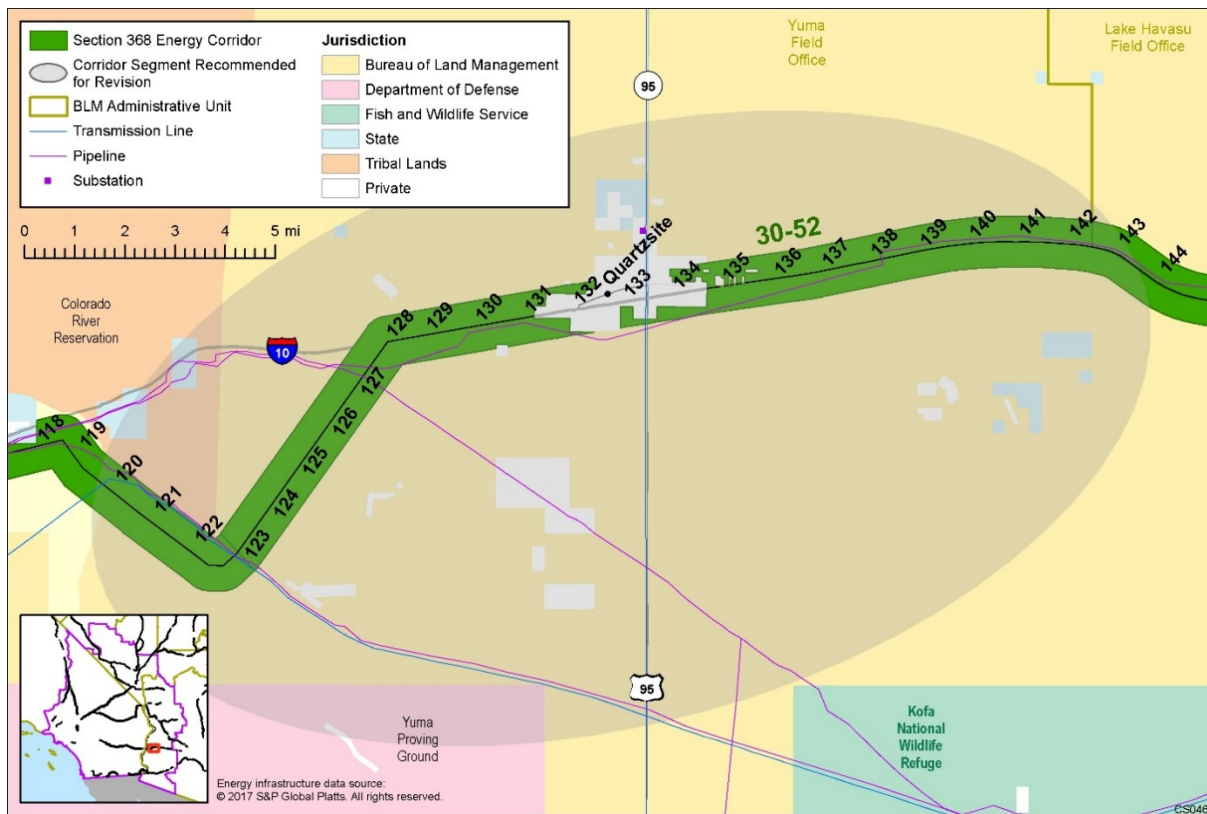 Section 368 Energy Corridor
Corridor Segment Recommended
for Revision
BLM Administrative Unit
Transmission Line
Pipeline
Substation
Jurisdiction
Bureau of Land Management
Department of Defense
Fish and Wildlife Service
State
Tribal Lands
Private
0 1 2 3 4 5 mi
Yuma
Field
Office
Lake Havasu
Field Office
95
Colorado
River
Reservation
10
Quartzsite
30-52
118
119
120
121
122
123
124
125
126
127
128
129
130
131
132
133
134
135
136
137
138
139
140
141
142
143
144
95
Yuma
Proving
Ground
Kofa
National
Wildlife
Refuge
Energy infrastructure data source:
© 2017 S&P Global Platts. All rights reserved.
CS046